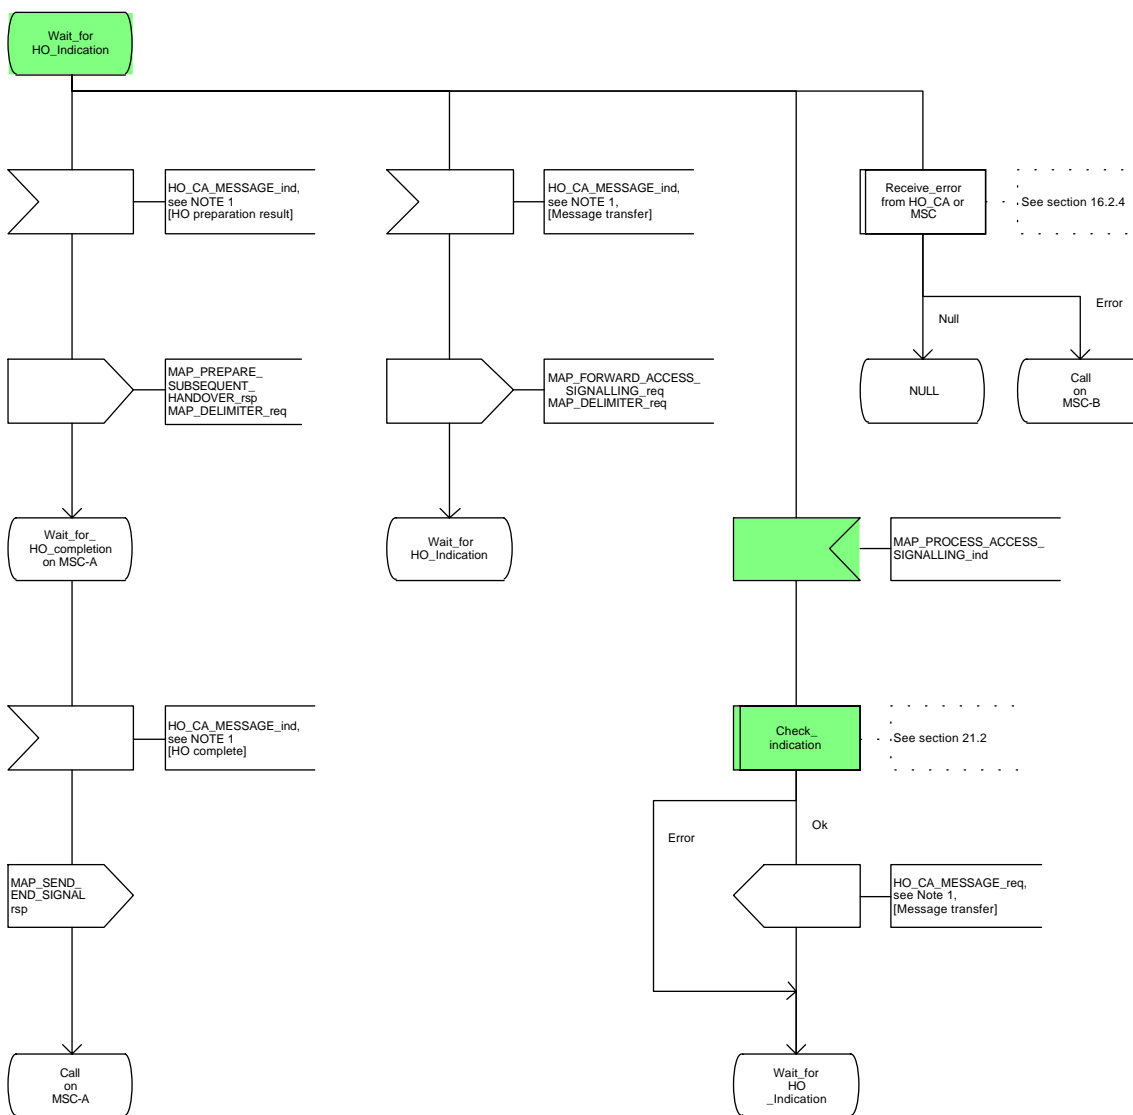 Wait_for
HO_Indication
HO_CA_MESSAGE_ind,
see NOTE 1
[HO preparation result]
HO_CA_MESSAGE_ind,
see NOTE 1,
[Message transfer]
Receive_error
from HO_CA or
MSC
See section 16.2.4
Null
Error
MAP_PREPARE_
SUBSEQUENT_
HANDOVER_rsp
MAP_DELIMITER_req
MAP_FORWARD_ACCESS_
SIGNALLING_req
MAP_DELIMITER_req
NULL
Call
on
MSC-B
Wait_for_
HO_completion
on MSC-A
Wait_for
HO_Indication
MAP_PROCESS_ACCESS_
SIGNALLING_ind
HO_CA_MESSAGE_ind,
see NOTE 1
[HO complete]
Check_
indication
See section 21.2
Error
Ok
MAP_SEND_
END_SIGNAL
rsp
HO_CA_MESSAGE_req,
see Note 1,
[Message transfer]
Call
on
MSC-A
Wait_for
HO
_Indication